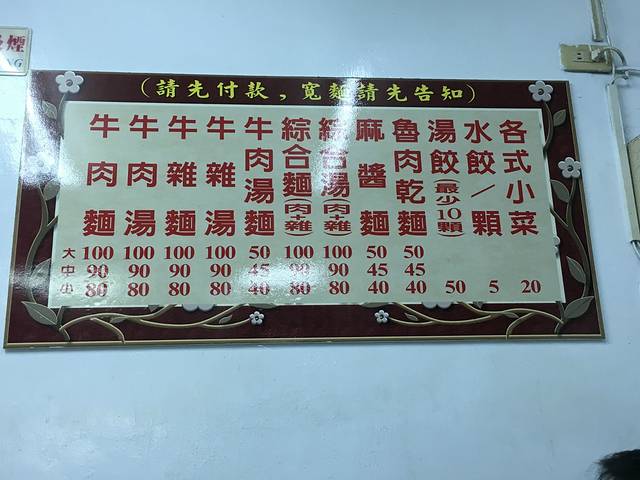 煙
NG
(請先付款，寬麵請先告知)
牛肉麵
牛肉湯
牛雜麵
牛雜湯
牛肉湯麵
綜合麵(肉+雜)
綜合湯(肉+雜)
麻醬麵
魯肉乾麵
湯餃(最少10顆)
水餃/顆
各式小菜
大 100 100 100 100 50 100 100 50 50
中 90 90 90 90 45 90 90 45 45
小 80 80 80 80 40 80 80 40 40 50 5 20